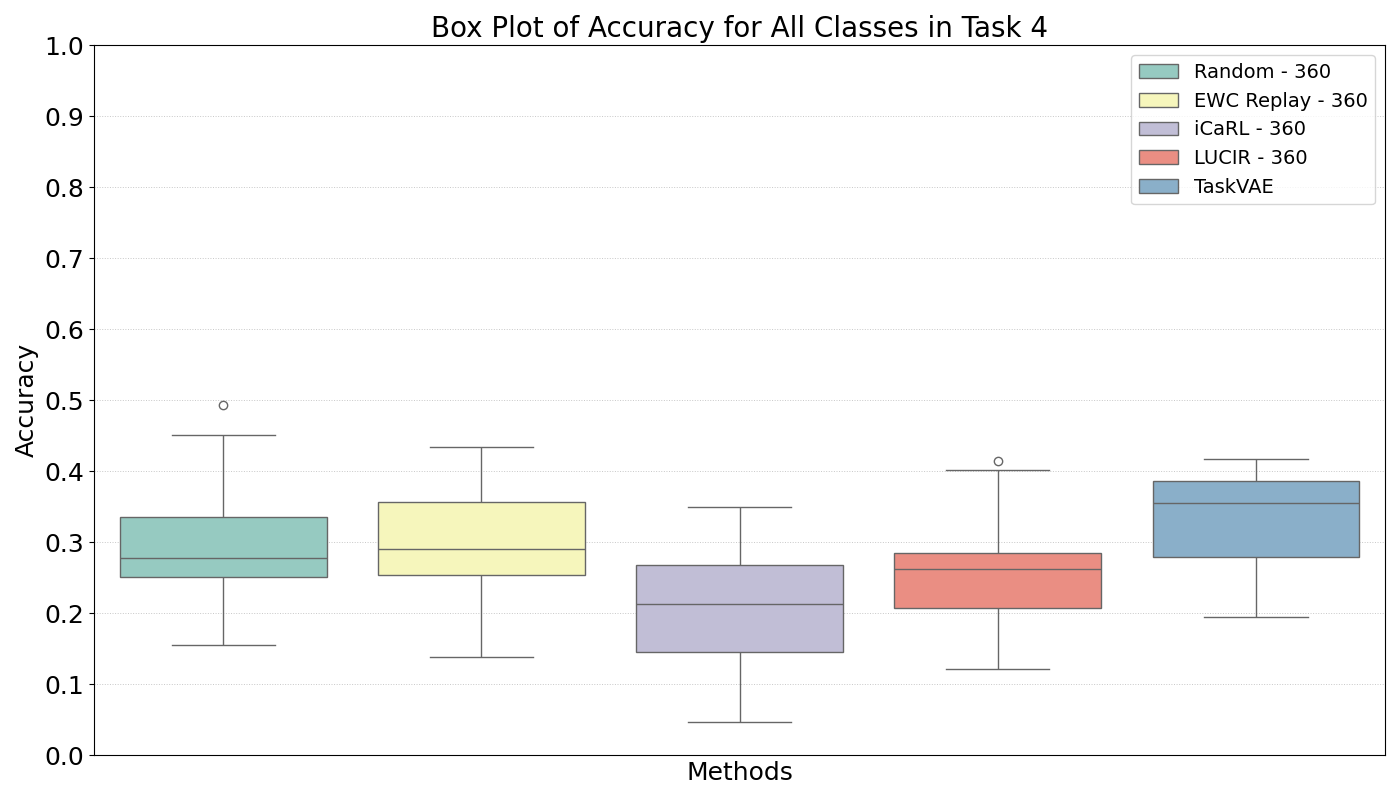 Box Plot of Accuracy for All Classes in Task 4
1.0
0.9
0.8
0.7
0.6
0.5
0.4
0.3
0.2
0.1
0.0
Accuracy
Methods
Random - 360
EWC Replay - 360
iCaRL - 360
LUCIR - 360
TaskVAE